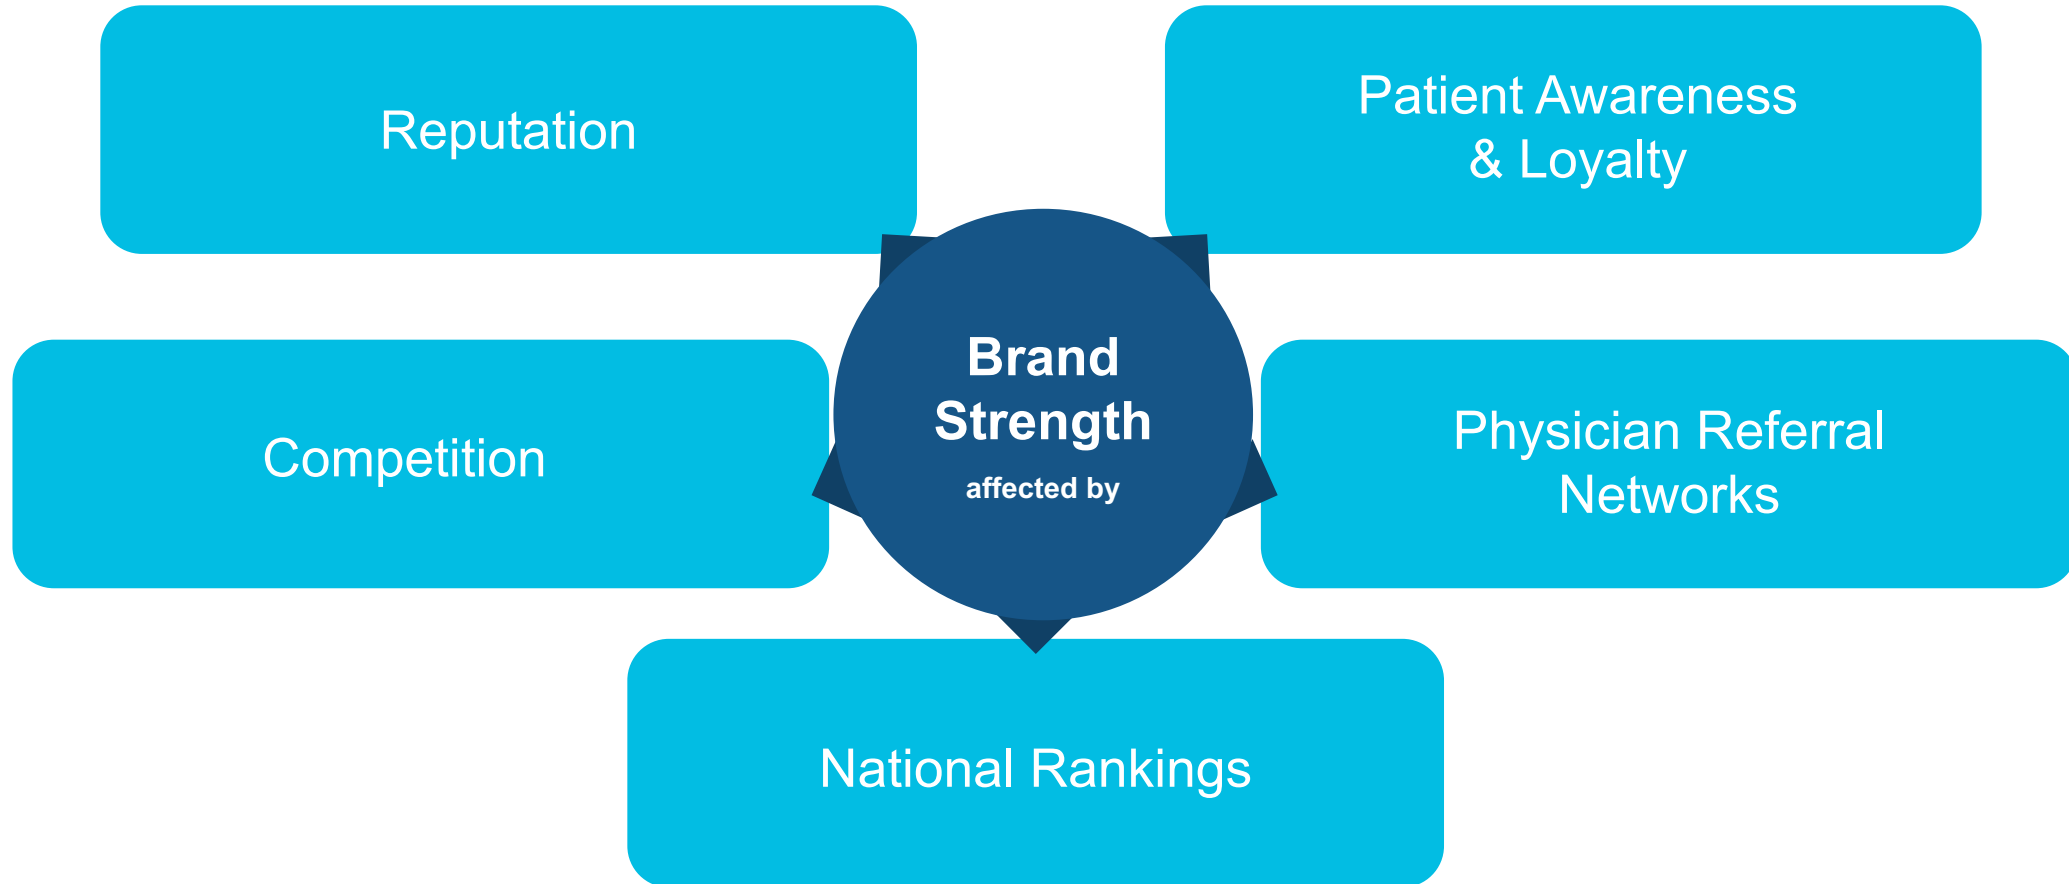 Reputation
Patient Awareness
& Loyalty
Brand
Strength
affected by
Competition
Physician Referral
Networks
National Rankings